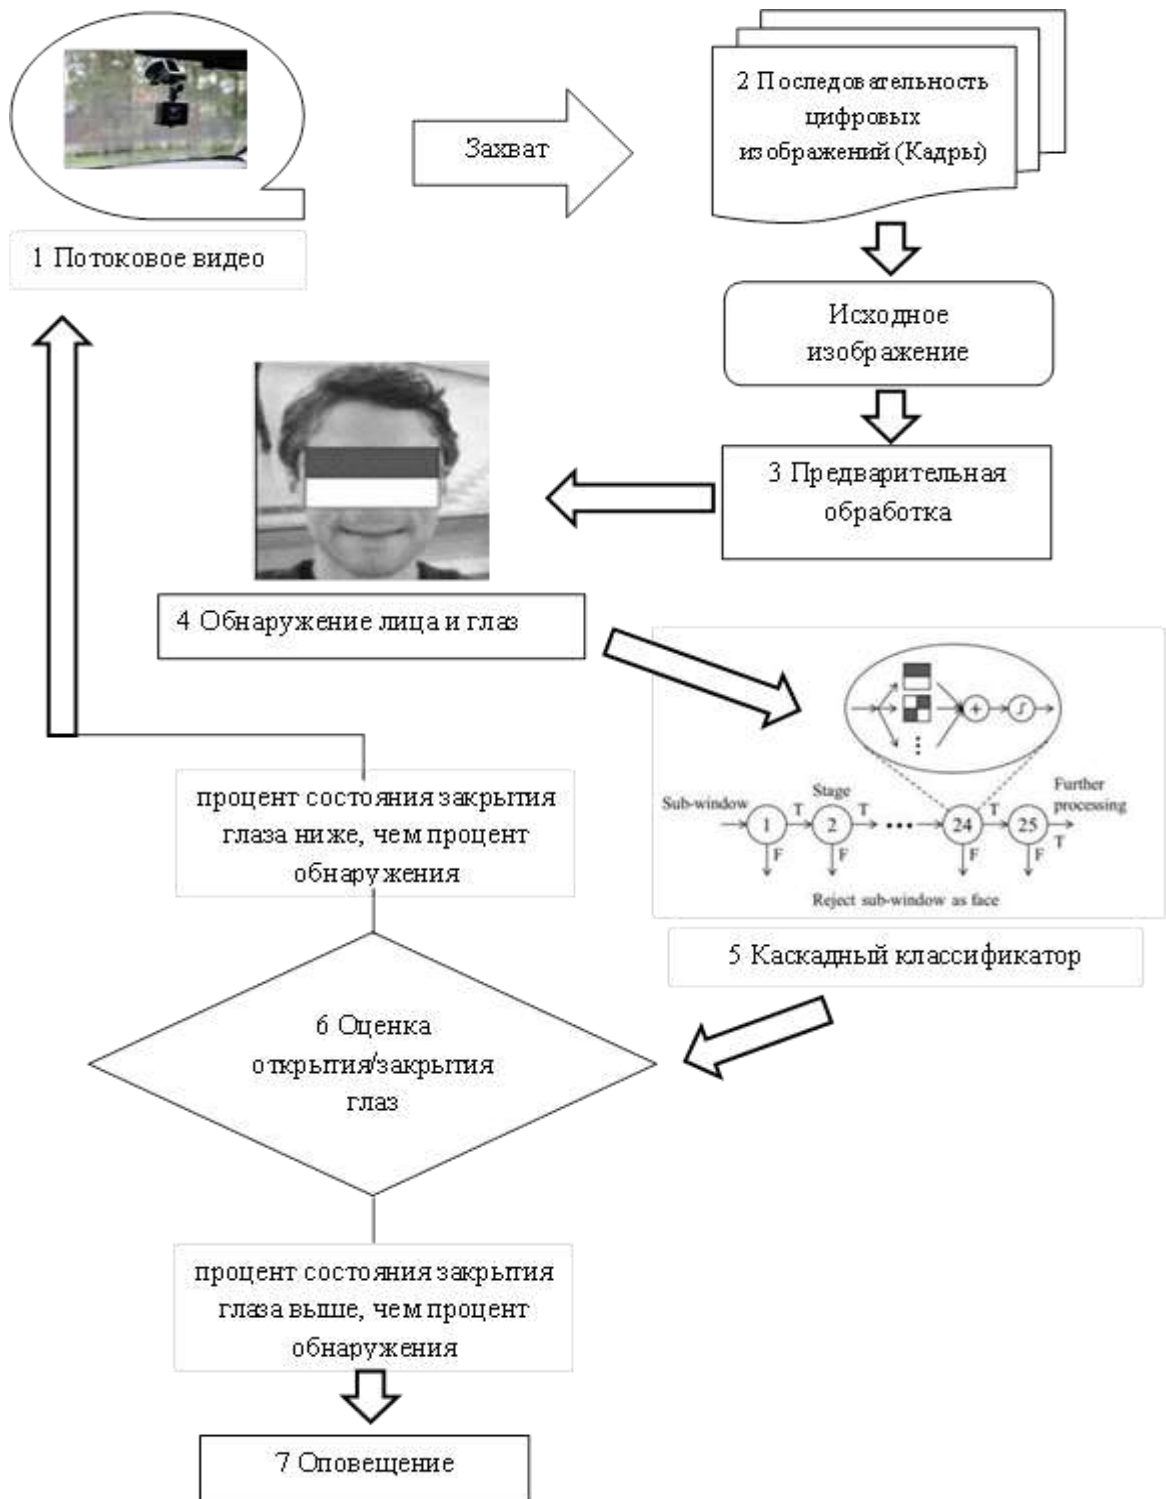 Захват
2 Последовательность
цифровых
изображений (Кадры)
1 Потоковое видео
Исходное
изображение
3 Предварительная
обработка
4 Обнаружение лица и глаз
Sub-window
Stage
Further
processing
1
T
2
T
24
T
25
T
F
F
F
F
Reject sub-window as face
5 Каскадный классификатор
процент состояния закрытия
глаза ниже, чем процент
обнаружения
6 Оценка
открытия/закрытия
глаз
процент состояния закрытия
глаза выше, чем процент
обнаружения
7 Оповещение